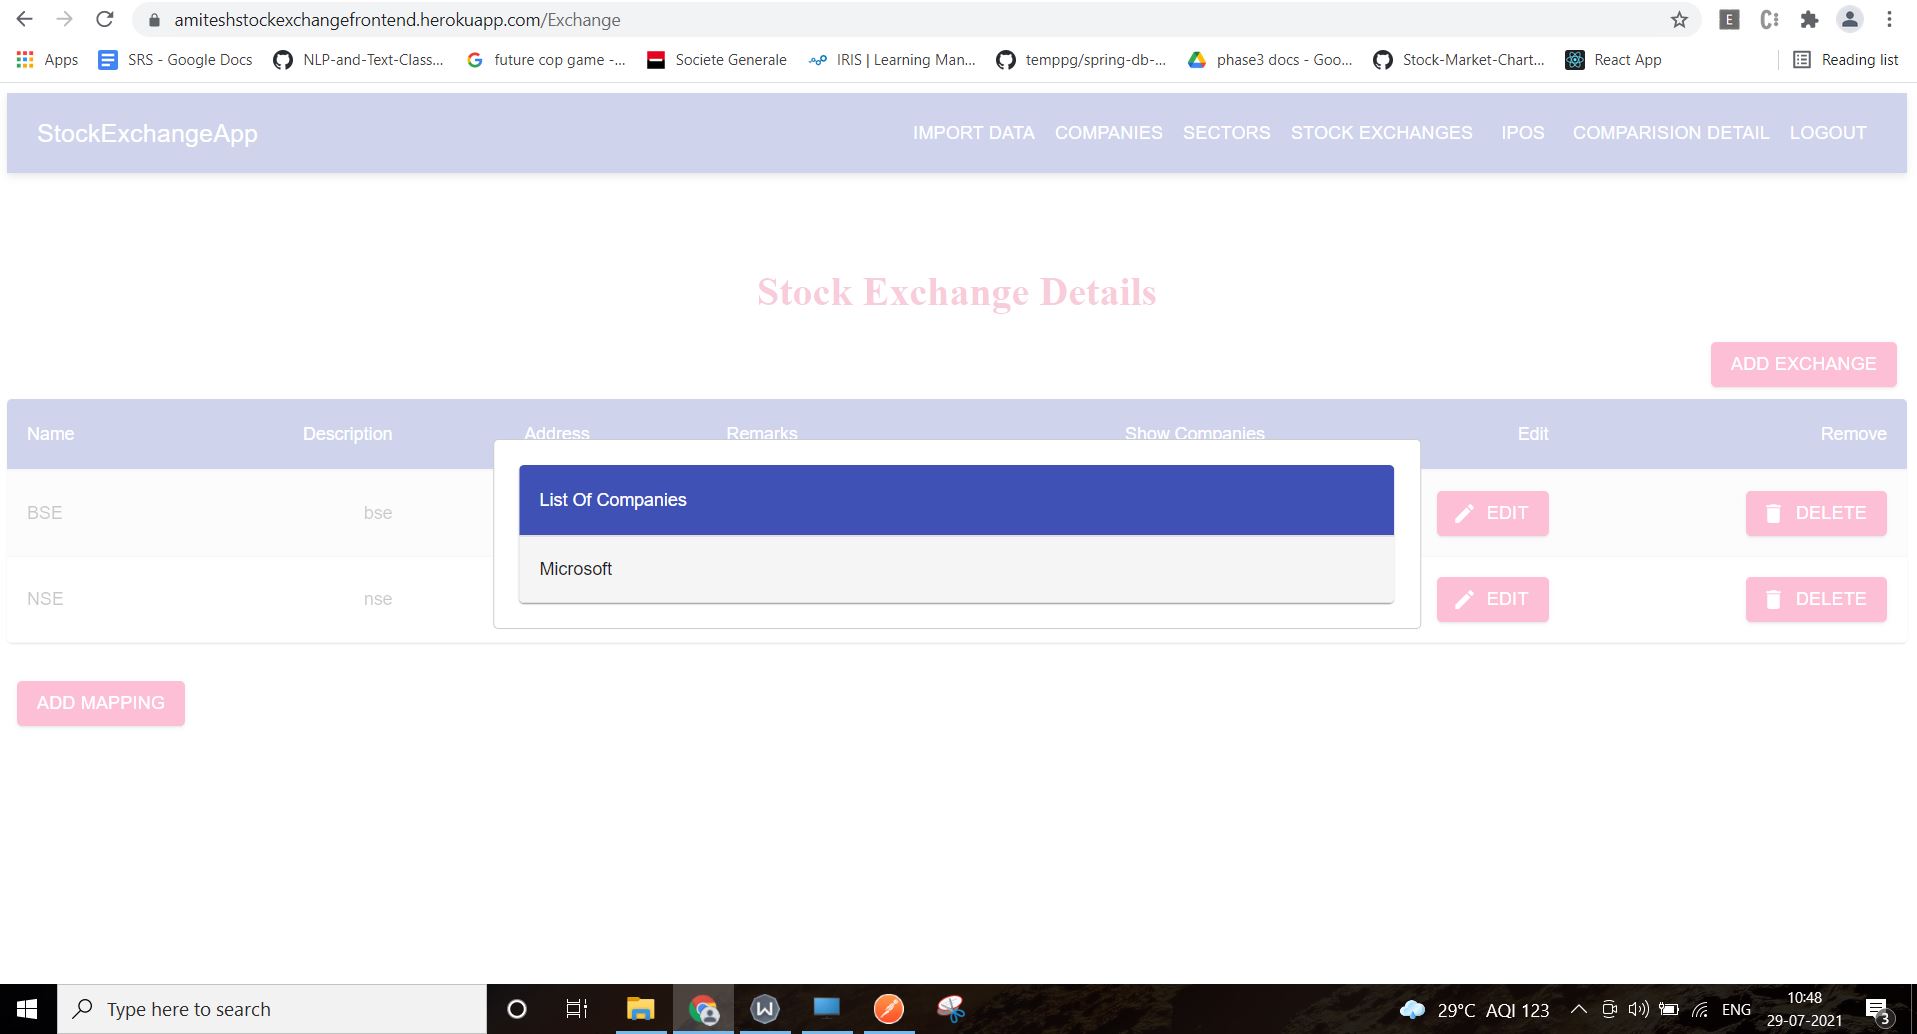 amiteshstockexchangefrontend.herokuapp.com/Exchange
Apps SRS - Google Docs NLP-and-Text-Class... future cop game -... Societe Generale IRIS | Learning Man... temppg/spring-db-... phase3 docs - Goo... Stock-Market-Chart... React App Reading list
StockExchangeApp IMPORT DATA COMPANIES SECTORS STOCK EXCHANGES IPOS COMPARISION DETAIL LOGOUT
Stock Exchange Details
ADD EXCHANGE
Name Description Address Remarks Show Companies Edit Remove
List Of Companies
BSE bse EDIT DELETE
Microsoft
NSE nse EDIT DELETE
ADD MAPPING
Type here to search
29°C AQI 123 ENG
10:48
29-07-2021
3